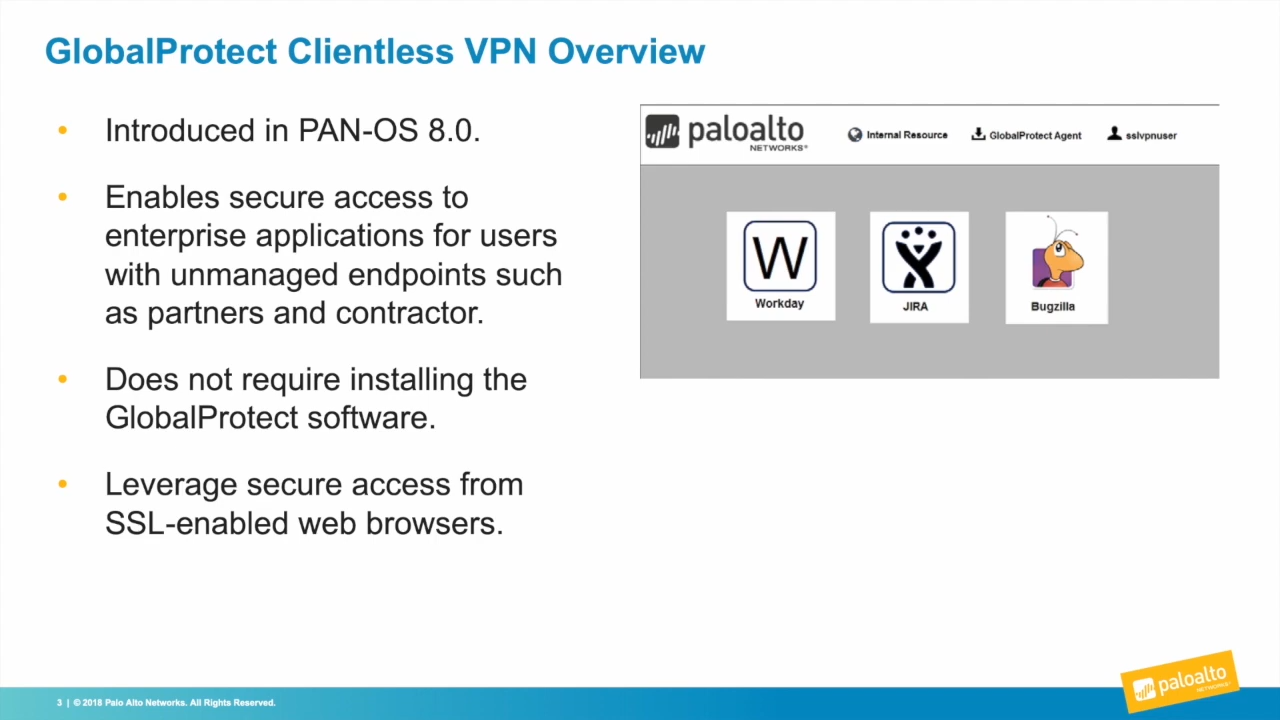 GlobalProtect Clientless VPN Overview
• Introduced in PAN-OS 8.0.
• Enables secure access to
enterprise applications for users
with unmanaged endpoints such
as partners and contractor.
• Does not require installing the
GlobalProtect software.
• Leverage secure access from
SSL-enabled web browsers.
paloalto
NETWORKS®
Internal Resource
GlobalProtect Agent
sslvpnuser
W
Workday
JIRA
Bugzilla
3 | © 2018 Palo Alto Networks. All Rights Reserved.
paloalto
NETWORKS